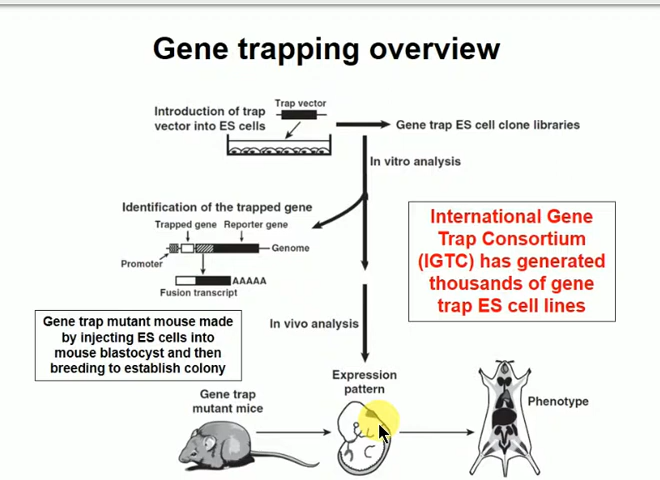 Gene trapping overview
Trap vector
Introduction of trap
vector into ES cells
Gene trap ES cell clone libraries
In vitro analysis
Identification of the trapped gene
Trapped gene
Reporter gene
Genome
Promoter
AAAAA
Fusion transcript
International Gene
Trap Consortium
(IGTC) has generated
thousands of gene
trap ES cell lines
Gene trap mutant mouse made
by injecting ES cells into
mouse blastocyst and then
breeding to establish colony
In vivo analysis
Expression
pattern
Gene trap
mutant mice
Phenotype